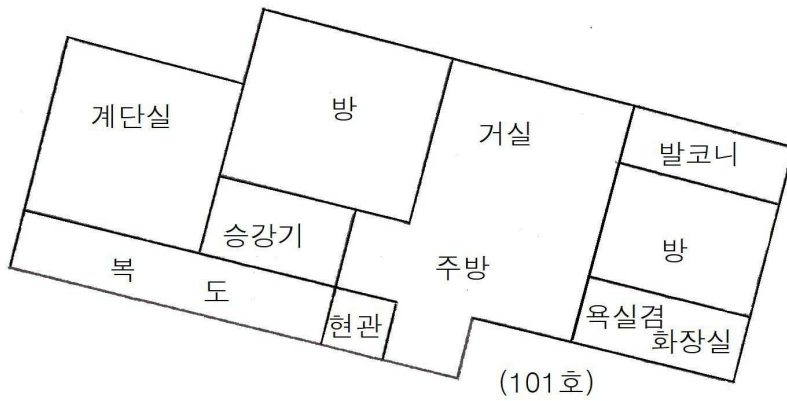 계단실
방
거실
발코니
승강기
방
복 도
주방
현관
욕실겸
화장실
(101호)